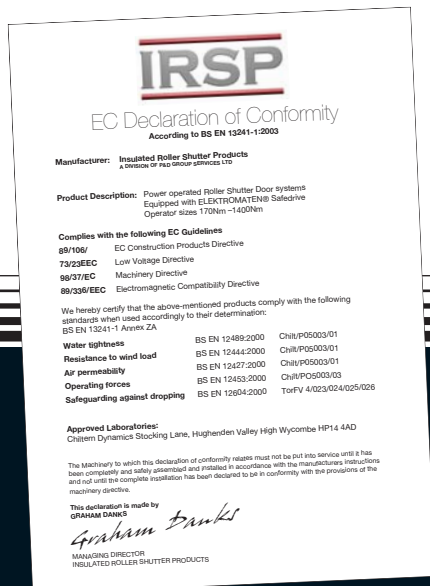 IRSP
EC Declaration of Conformity
According to BS EN 13241-1:2003
Manufacturer: Insulated Roller Shutter Products
A DIVISION OF P&D GROUP SERVICES LTD
Product Description: Power operated Roller Shutter Door systems
Equipped with ELEKTROMATEN® Safedrive
Operator sizes 170Nm –1400Nm
Complies with the following EC Guidelines
89/106/ EC Construction Products Directive
73/23EEC Low Voltage Directive
98/37/EC Machinery Directive
89/336/EEC Electromagnetic Compatibility Directive
We hereby certify that the above-mentioned products comply with the following
standards when used accordingly to their determination:
BS EN 13241-1 Annex ZA
Water tightness BS EN 12489:2000 Chilt/P05003/01
Resistance to wind load BS EN 12444:2000 Chilt/P05003/01
Air permeability BS EN 12427:2000 Chilt/P05003/01
Operating forces BS EN 12453:2000 Chilt/PO5003/03
Safeguarding against dropping BS EN 12604:2000 TorFV 4/023/024/025/026
Approved Laboratories:
Chiltern Dynamics Stocking Lane, Hughenden Valley High Wycombe HP14 4AD
The Machinery to which this declaration of conformity relates must not be put into service until it has
been completely and safely assembled and installed in accordance with the manufacturers instructions
and not until the complete installation has been declared to be in conformity with the provisions of the
machinery directive.
This declaration is made by
GRAHAM DANKS
Graham Danks
MANAGING DIRECTOR
INSULATED ROLLER SHUTTER PRODUCTS